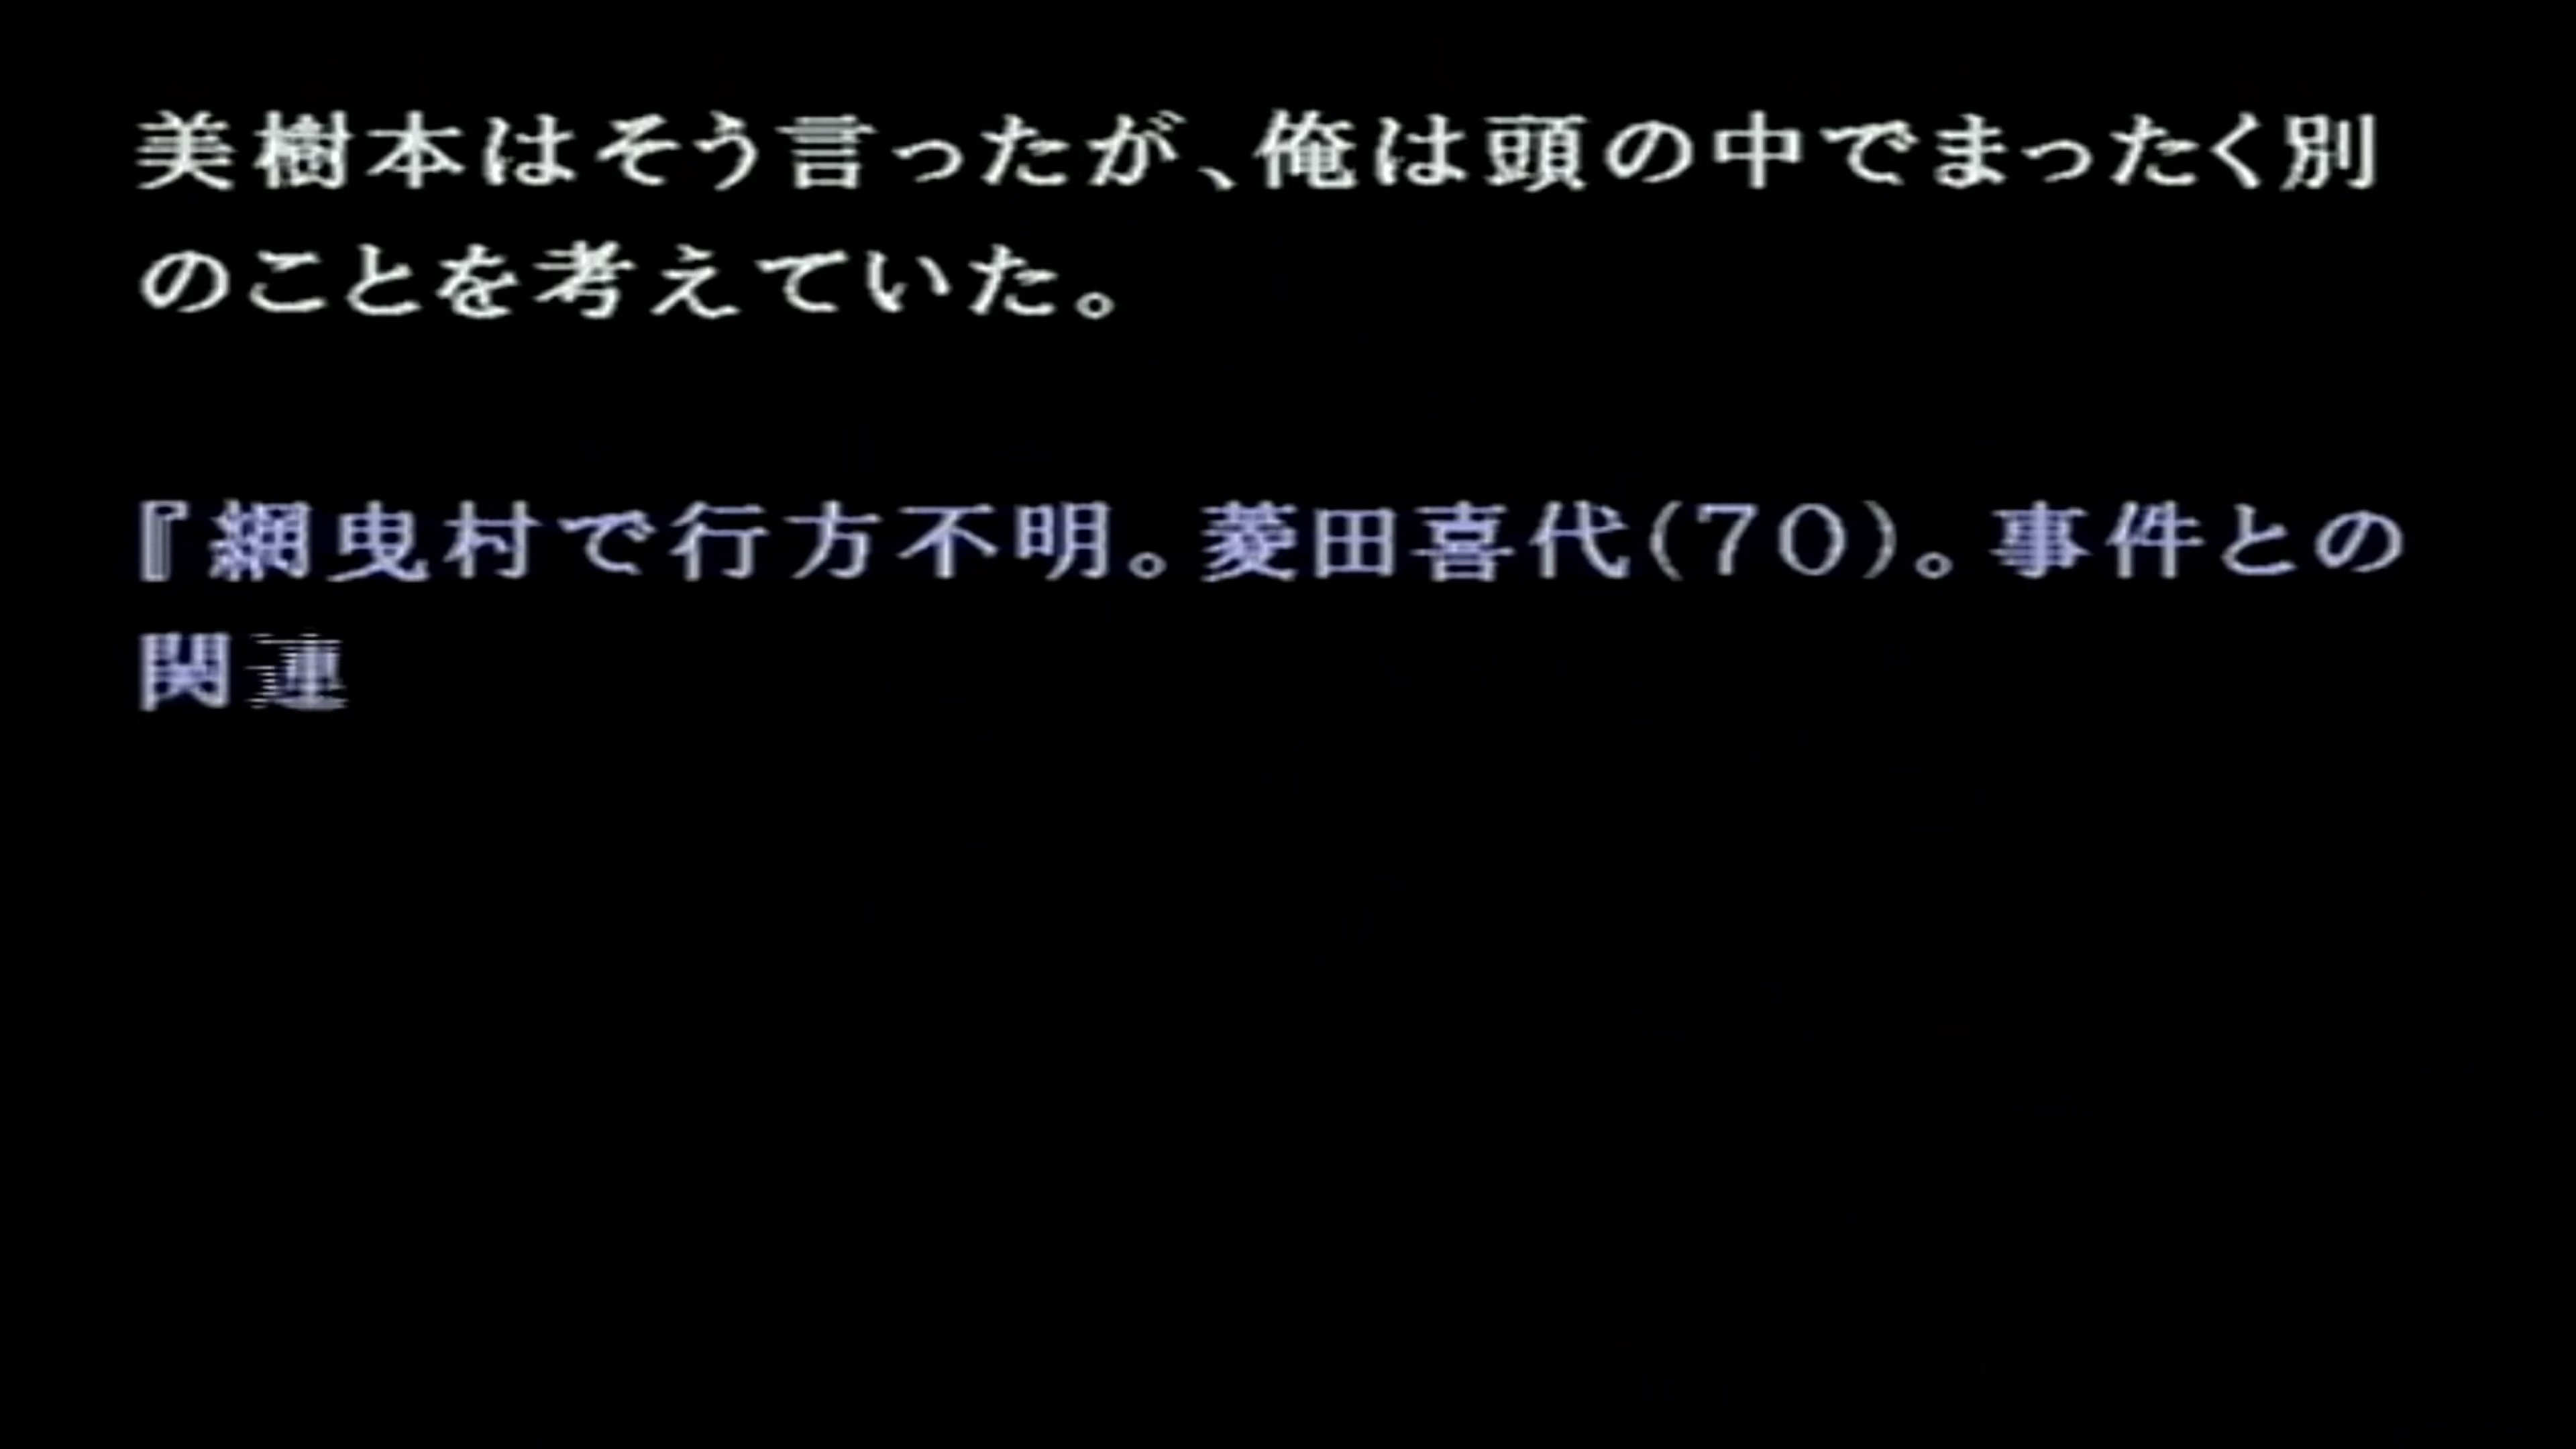 美樹本はそう言ったが、俺は頭の中でまったく別
のことを考えていた。
『網曳村で行方不明。菱田喜代(70)。事件との
関連